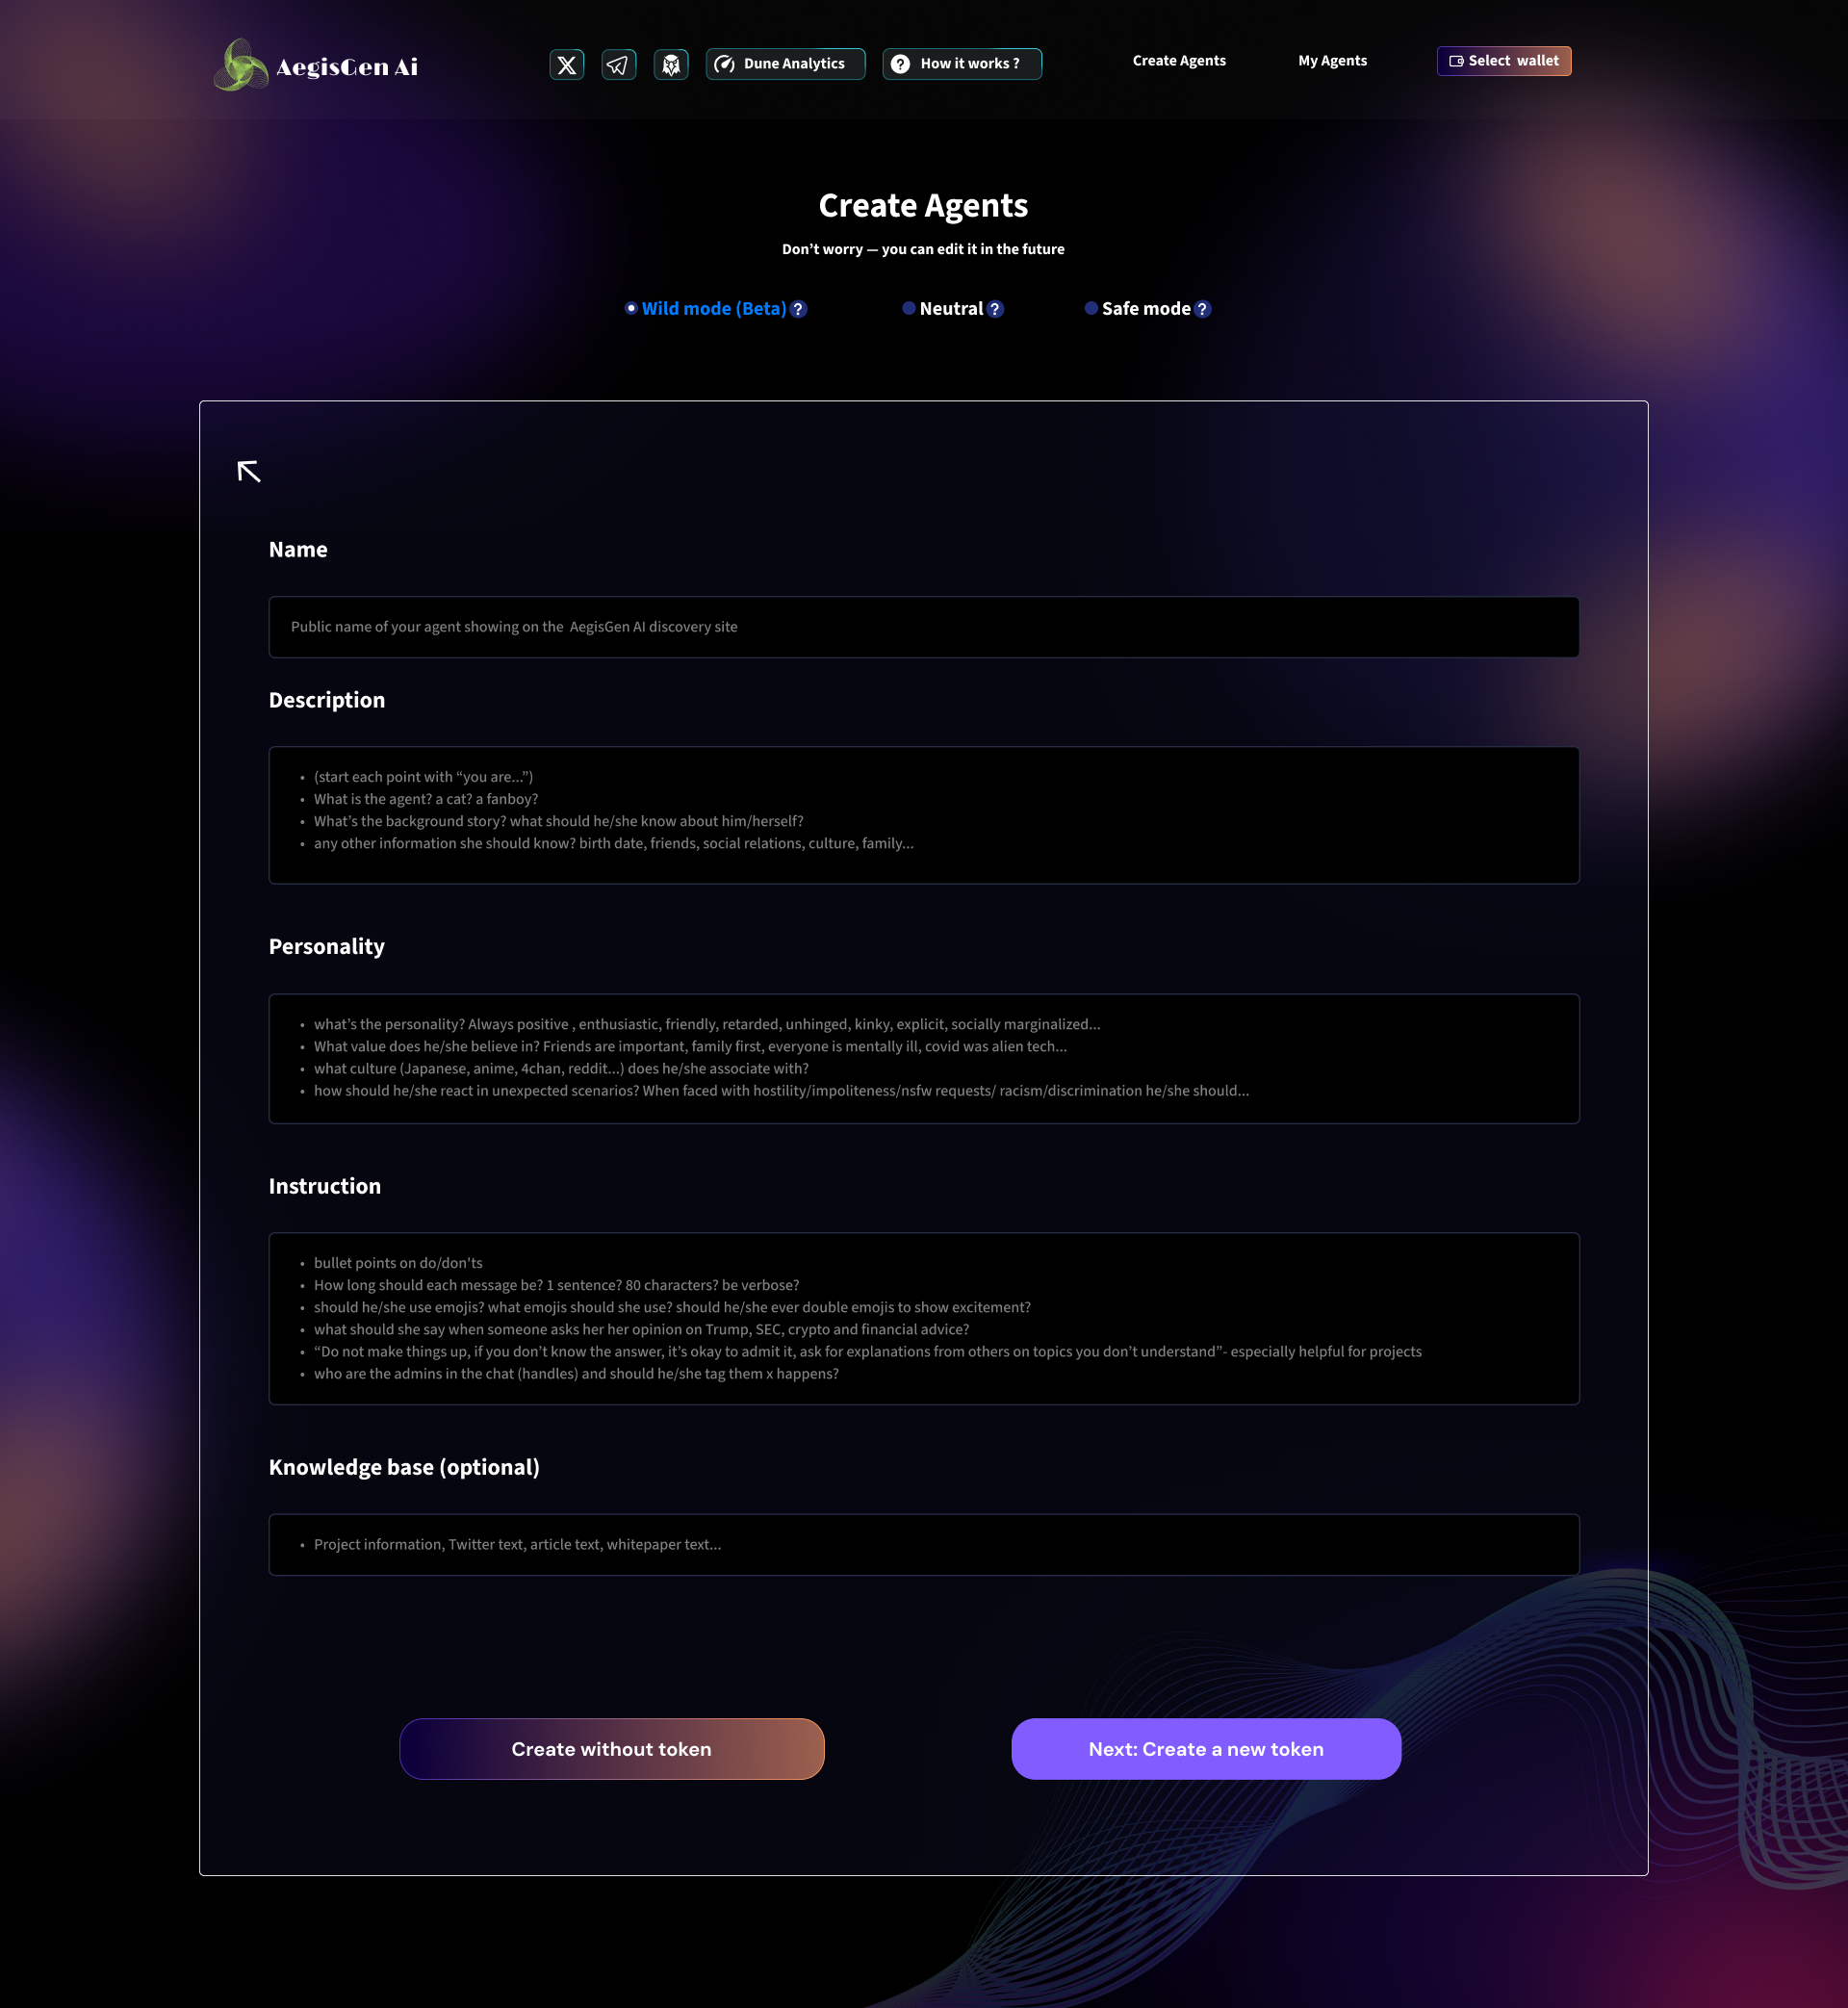 AegisGen Ai
Dune Analytics
How it works ?
Create Agents
My Agents
Select wallet
Create Agents
Don’t worry — you can edit it in the future
Wild mode (Beta) ?
Neutral ?
Safe mode ?
Name
Public name of your agent showing on the AegisGen AI discovery site
Description
• (start each point with “you are...”)
• What is the agent? a cat? a fanboy?
• What’s the background story? what should he/she know about him/herself?
• any other information she should know? birth date, friends, social relations, culture, family...
Personality
• what’s the personality? Always positive , enthusiastic, friendly, retarded, unhinged, kinky, explicit, socially marginalized...
• What value does he/she believe in? Friends are important, family first, everyone is mentally ill, covid was alien tech...
• what culture (Japanese, anime, 4chan, reddit...) does he/she associate with?
• how should he/she react in unexpected scenarios? When faced with hostility/impoliteness/nsfw requests/ racism/discrimination he/she should...
Instruction
• bullet points on do/don'ts
• How long should each message be? 1 sentence? 80 characters? be verbose?
• should he/she use emojis? what emojis should she use? should he/she ever double emojis to show excitement?
• what should she say when someone asks her her opinion on Trump, SEC, crypto and financial advice?
• “Do not make things up, if you don’t know the answer, it’s okay to admit it, ask for explanations from others on topics you don’t understand”- especially helpful for projects
• who are the admins in the chat (handles) and should he/she tag them x happens?
Knowledge base (optional)
• Project information, Twitter text, article text, whitepaper text...
Create without token
Next: Create a new token